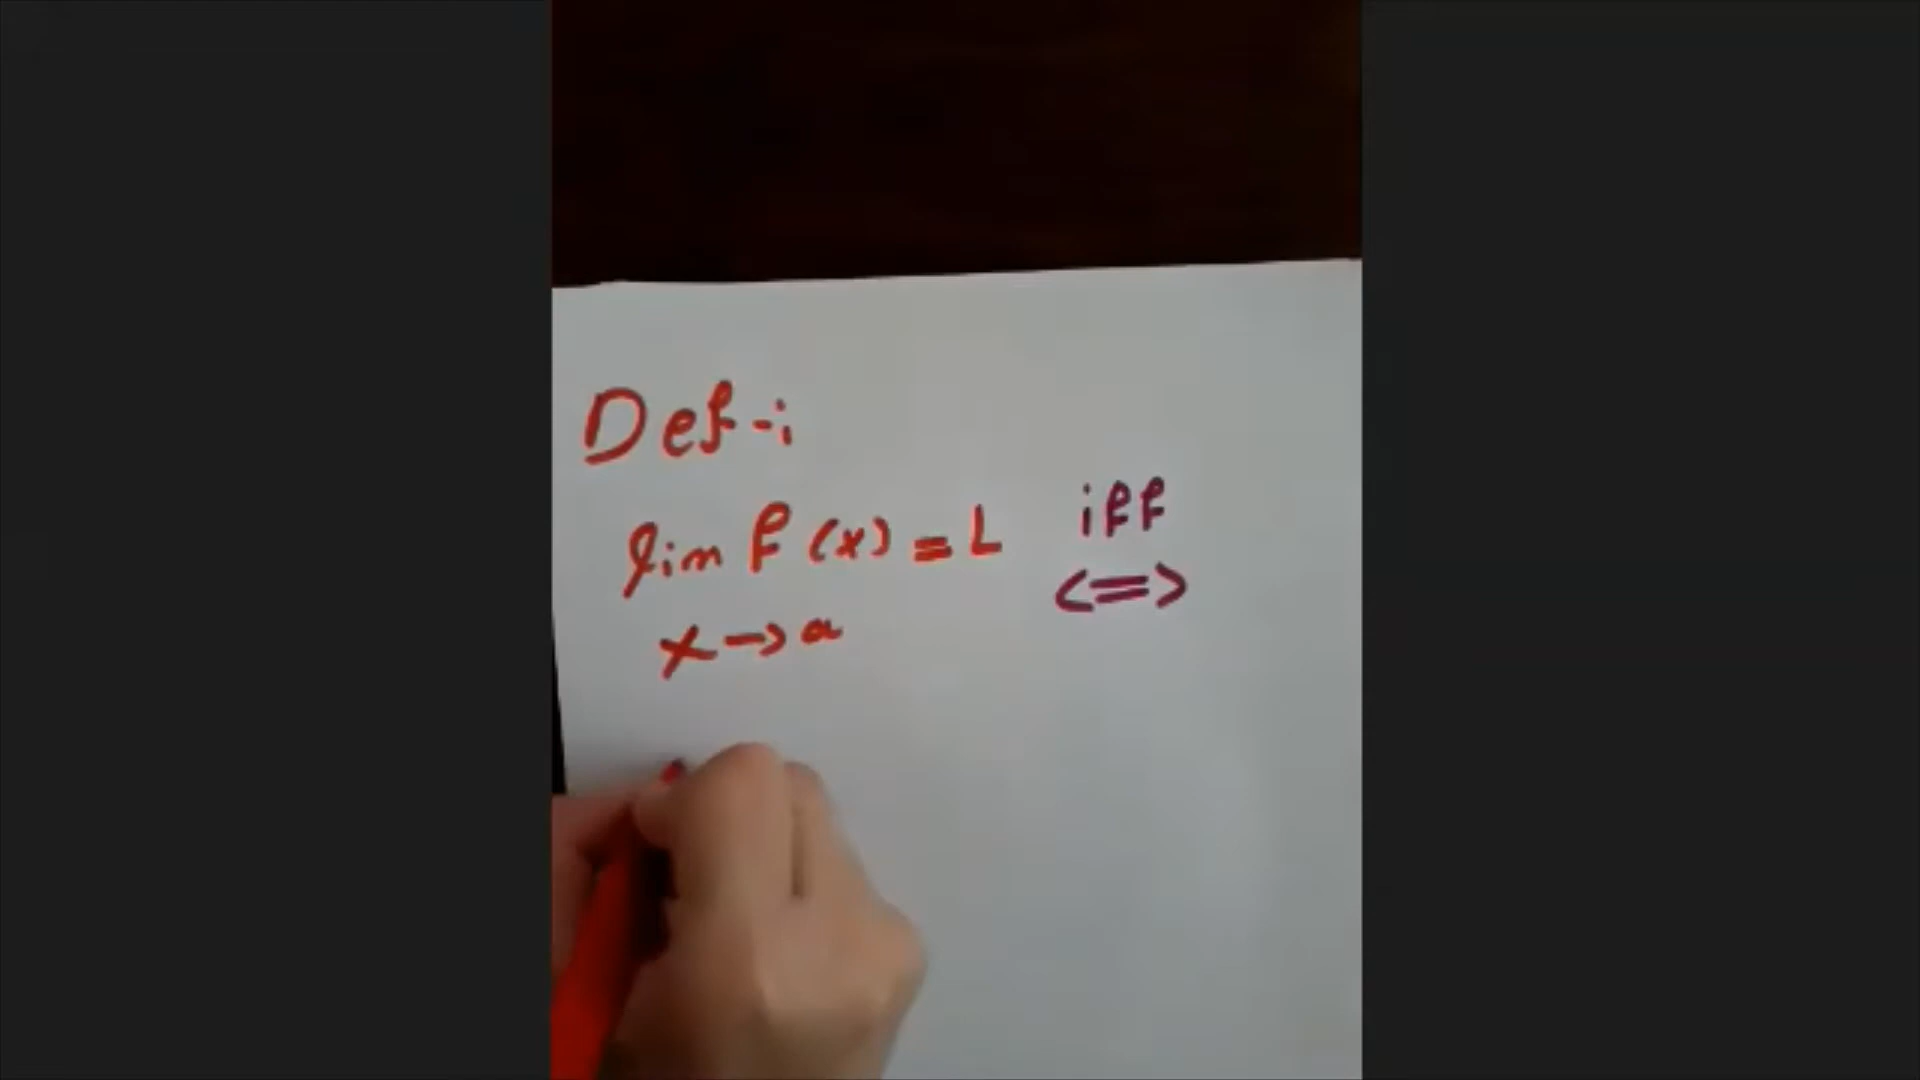 Def-:
lim f(x) = L iff
x→a <=>